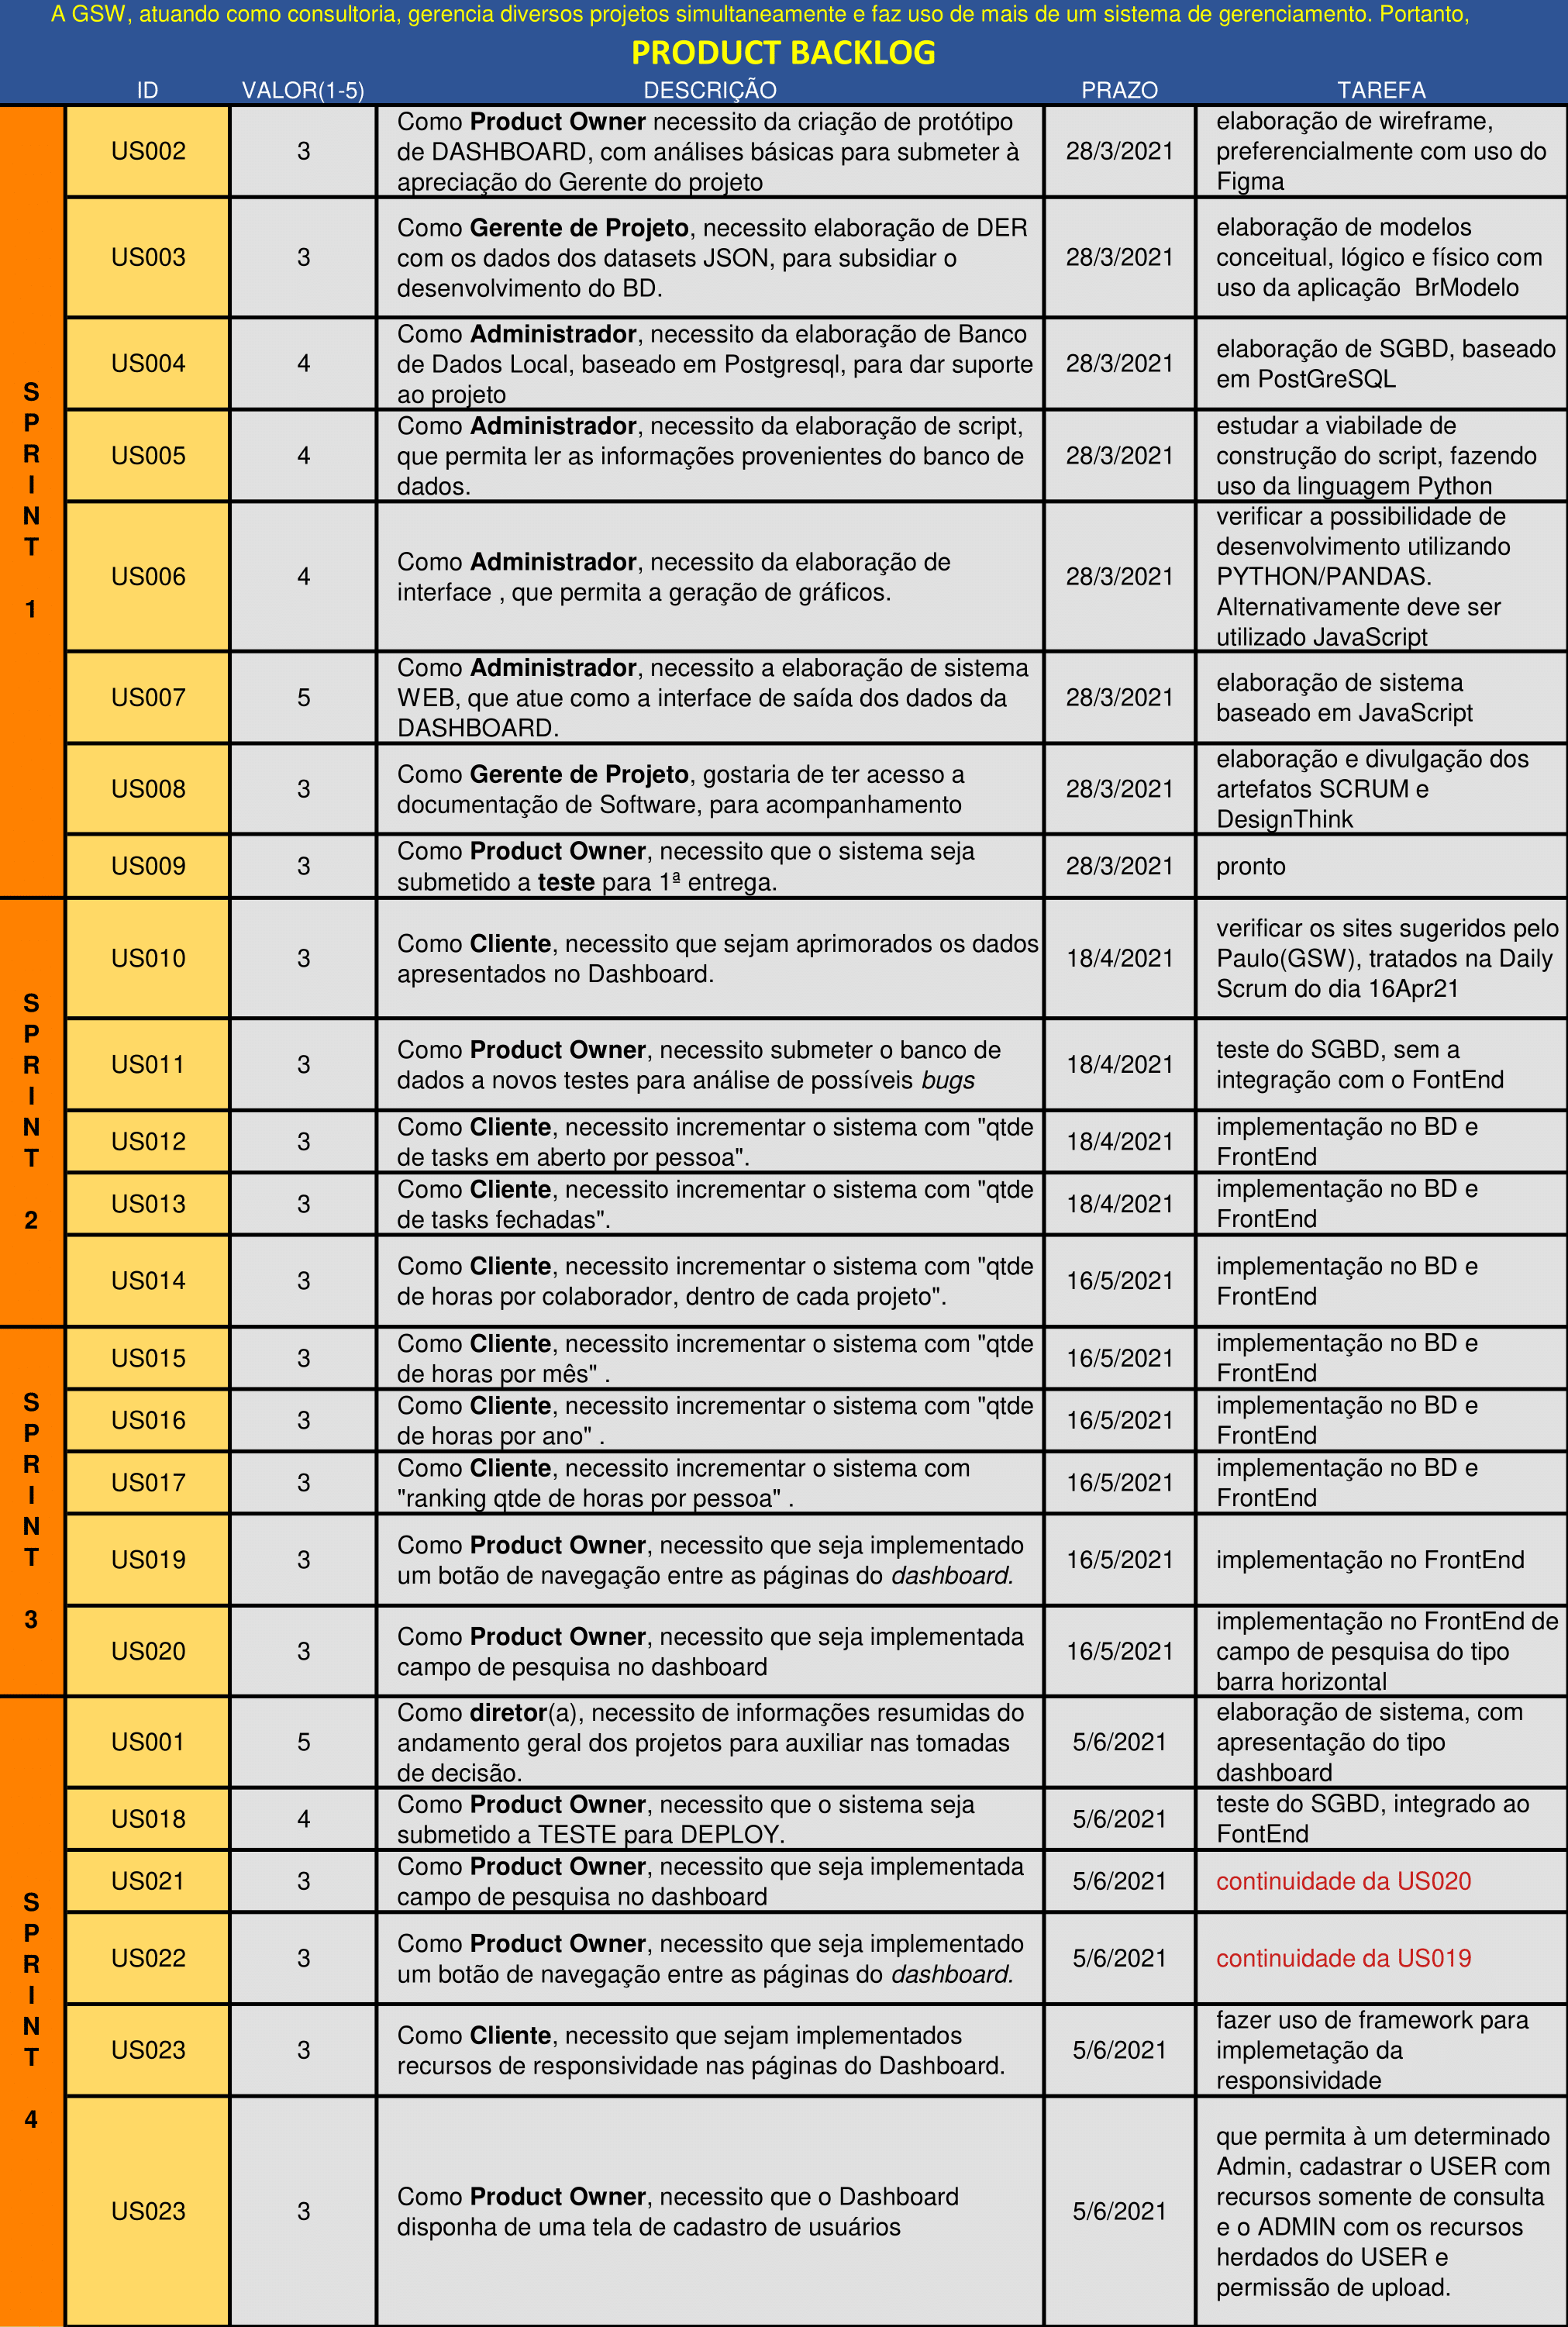 A GSW, atuando como consultoria, gerencia diversos projetos simultaneamente e faz uso de mais de um sistema de gerenciamento. Portanto,
PRODUCT BACKLOG
ID VALOR(1-5) DESCRIÇÃO PRAZO TAREFA
SPRINT 1
US002
3
Como Product Owner necessito da criação de protótipo
de DASHBOARD, com análises básicas para submeter à
apreciação do Gerente do projeto
28/3/2021
elaboração de wireframe,
preferencialmente com uso do
Figma
US003
3
Como Gerente de Projeto, necessito elaboração de DER
com os dados dos datasets JSON, para subsidiar o
desenvolvimento do BD.
28/3/2021
elaboração de modelos
conceitual, lógico e físico com
uso da aplicação  BrModelo
US004
4
Como Administrador, necessito da elaboração de Banco
de Dados Local, baseado em Postgresql, para dar suporte
ao projeto
28/3/2021
elaboração de SGBD, baseado
em PostGreSQL
US005
4
Como Administrador, necessito da elaboração de script,
que permita ler as informações provenientes do banco de
dados.
28/3/2021
estudar a viabilade de
construção do script, fazendo
uso da linguagem Python
US006
4
Como Administrador, necessito da elaboração de
interface , que permita a geração de gráficos.
28/3/2021
verificar a possibilidade de
desenvolvimento utilizando
PYTHON/PANDAS.
Alternativamente deve ser
utilizado JavaScript
US007
5
Como Administrador, necessito a elaboração de sistema
WEB, que atue como a interface de saída dos dados da
DASHBOARD.
28/3/2021
elaboração de sistema
baseado em JavaScript
US008
3
Como Gerente de Projeto, gostaria de ter acesso a
documentação de Software, para acompanhamento
28/3/2021
elaboração e divulgação dos
artefatos SCRUM e
DesignThink
US009
3
Como Product Owner, necessito que o sistema seja
submetido a teste para 1ª entrega.
28/3/2021
pronto
SPRINT 2
US010
3
Como Cliente, necessito que sejam aprimorados os dados
apresentados no Dashboard.
18/4/2021
verificar os sites sugeridos pelo
Paulo(GSW), tratados na Daily
Scrum do dia 16Apr21
US011
3
Como Product Owner, necessito submeter o banco de
dados a novos testes para análise de possíveis bugs
18/4/2021
teste do SGBD, sem a
integração com o FontEnd
US012
3
Como Cliente, necessito incrementar o sistema com "qtde
de tasks em aberto por pessoa".
18/4/2021
implementação no BD e
FrontEnd
US013
3
Como Cliente, necessito incrementar o sistema com "qtde
de tasks fechadas".
18/4/2021
implementação no BD e
FrontEnd
US014
3
Como Cliente, necessito incrementar o sistema com "qtde
de horas por colaborador, dentro de cada projeto".
16/5/2021
implementação no BD e
FrontEnd
SPRINT 3
US015
3
Como Cliente, necessito incrementar o sistema com "qtde
de horas por mês" .
16/5/2021
implementação no BD e
FrontEnd
US016
3
Como Cliente, necessito incrementar o sistema com "qtde
de horas por ano" .
16/5/2021
implementação no BD e
FrontEnd
US017
3
Como Cliente, necessito incrementar o sistema com
"ranking qtde de horas por pessoa" .
16/5/2021
implementação no BD e
FrontEnd
US019
3
Como Product Owner, necessito que seja implementado
um botão de navegação entre as páginas do dashboard.
16/5/2021
implementação no FrontEnd
US020
3
Como Product Owner, necessito que seja implementada
campo de pesquisa no dashboard
16/5/2021
implementação no FrontEnd de
campo de pesquisa do tipo
barra horizontal
SPRINT 4
US001
5
Como diretor(a), necessito de informações resumidas do
andamento geral dos projetos para auxiliar nas tomadas
de decisão.
5/6/2021
elaboração de sistema, com
apresentação do tipo
dashboard
US018
4
Como Product Owner, necessito que o sistema seja
submetido a TESTE para DEPLOY.
5/6/2021
teste do SGBD, integrado ao
FontEnd
US021
3
Como Product Owner, necessito que seja implementada
campo de pesquisa no dashboard
5/6/2021
continuidade da US020
US022
3
Como Product Owner, necessito que seja implementado
um botão de navegação entre as páginas do dashboard.
5/6/2021
continuidade da US019
US023
3
Como Cliente, necessito que sejam implementados
recursos de responsividade nas páginas do Dashboard.
5/6/2021
fazer uso de framework para
implemetação da
responsividade
US023
3
Como Product Owner, necessito que o Dashboard
disponha de uma tela de cadastro de usuários
5/6/2021
que permita à um determinado
Admin, cadastrar o USER com
recursos somente de consulta
e o ADMIN com os recursos
herdados do USER e
permissão de upload.